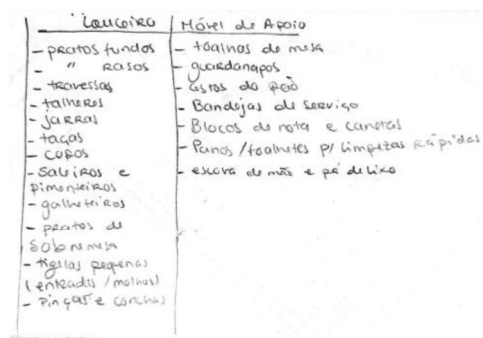 Louceiro
- pratos fundos
- " rasos
- travessas
- talheres
- jarras
- taças
- copos
- saleiros e
pimenteiros
- galheteiros
- pratos de
sobremesa
- tigelas pequenas
(entradas / molhos)
- pinças e conchas
Móvel de Apoio
- toalhas de mesa
- guardanapos
- cestos do pão
- Bandejas de serviço
- Blocos de nota e canetas
- Panos / toalhetes p/ limpezas rápidas
- escova de mão e pá de lixo